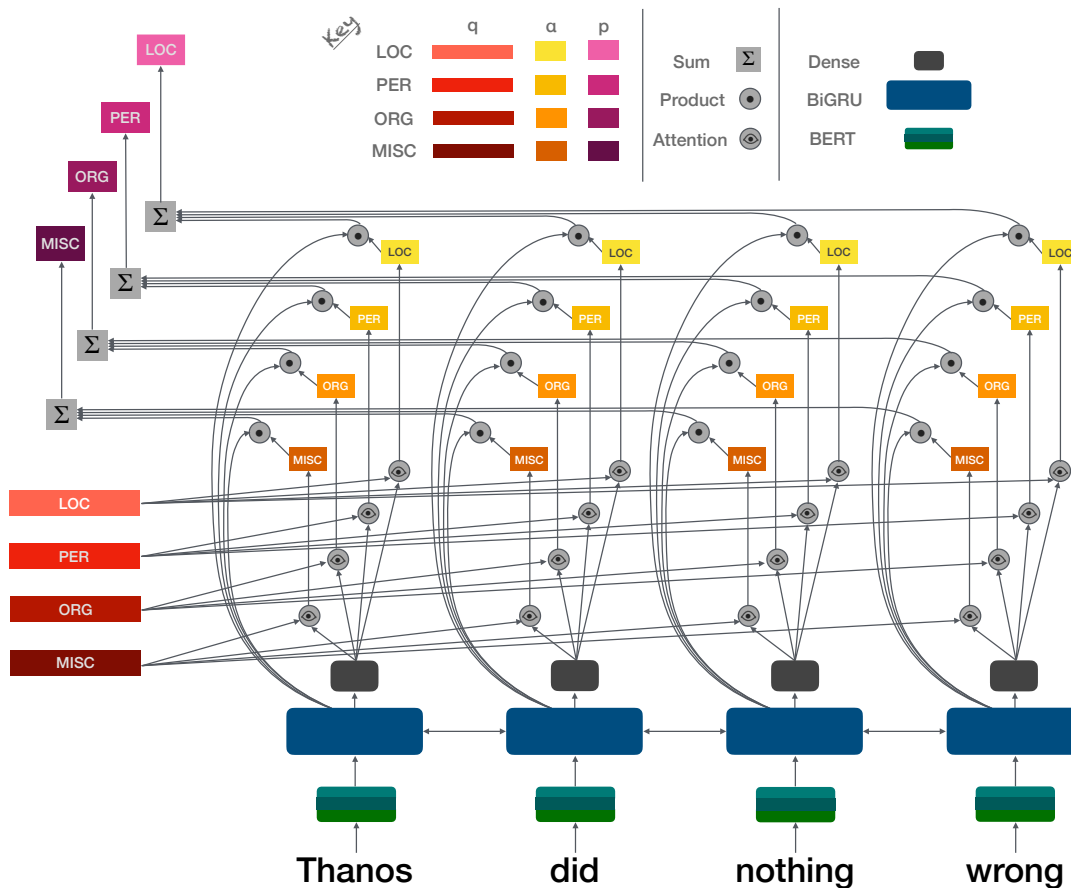 Key
q α p
LOC
PER
ORG
MISC
Sum Σ
Product
Attention
Dense
BiGRU
BERT
LOC
PER
ORG
MISC
Σ
Σ
Σ
Σ
LOC LOC LOC LOC
PER PER PER PER
ORG ORG ORG ORG
MISC MISC MISC MISC
LOC
PER
ORG
MISC
Thanos did nothing wrong